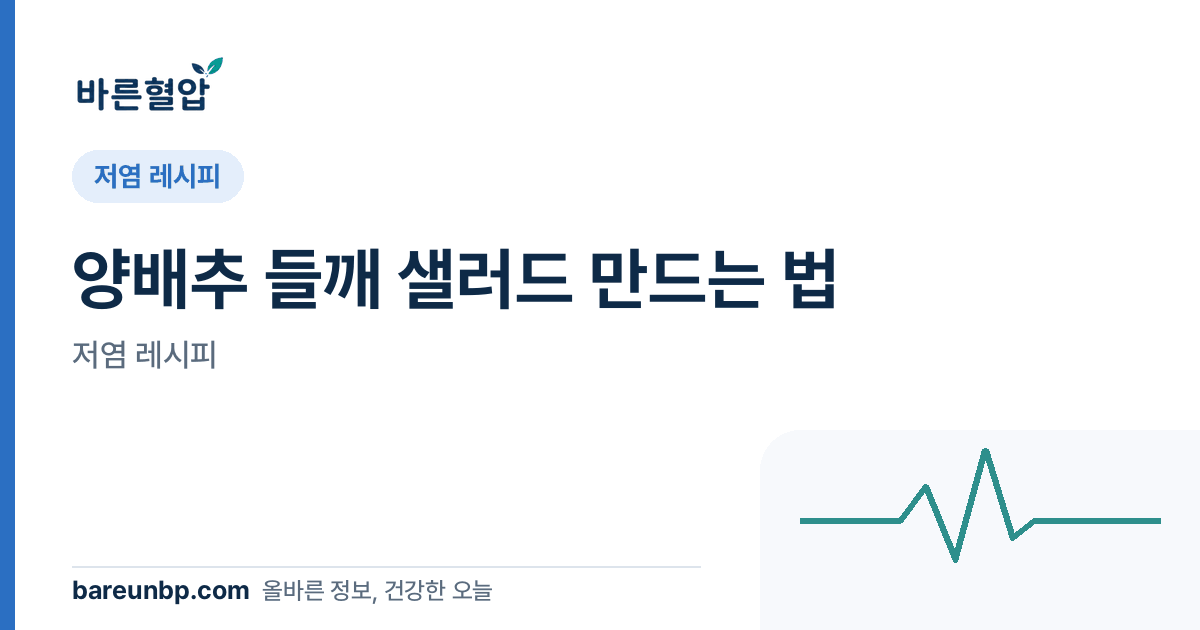 바른혈압
저염 레시피
양배추 들깨 샐러드 만드는 법
저염 레시피
bareunbp.com 올바른 정보, 건강한 오늘